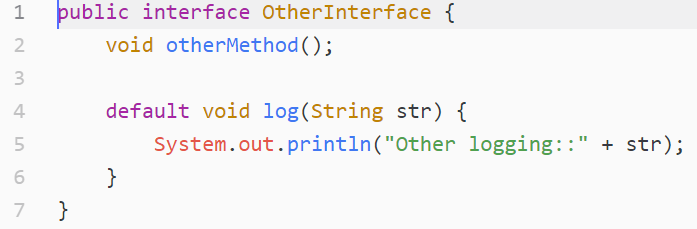 1 public interface OtherInterface {
2     void otherMethod();
3
4     default void log(String str) {
5         System.out.println("Other logging::" + str);
6     }
7 }